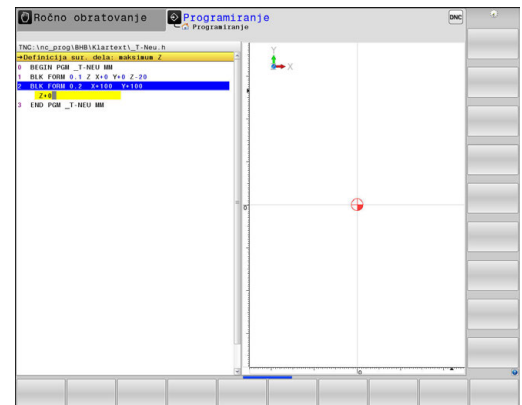 Ročno obratovanje
Programiranje
Programiranje
DNC
TNC:\nc_prog\BHB\Klartext\_T-Neu.h
→Definicija sur. dela: maksimum Z
0 BEGIN PGM _T-NEU MM
1 BLK FORM 0.1 Z X+0 Y+0 Z-20
2 BLK FORM 0.2 X+100 Y+100
Z+0
3 END PGM _T-NEU MM
Y
X
0
0